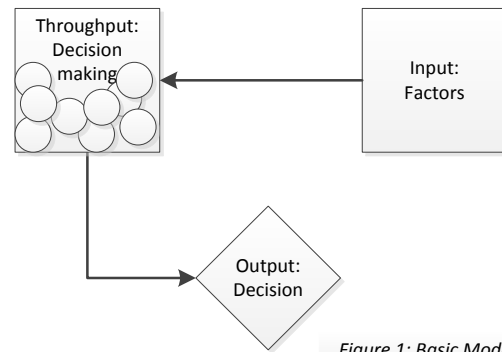 Throughput:
Decision
making
Input:
Factors
Output:
Decision
Figure 1: Basic Mod